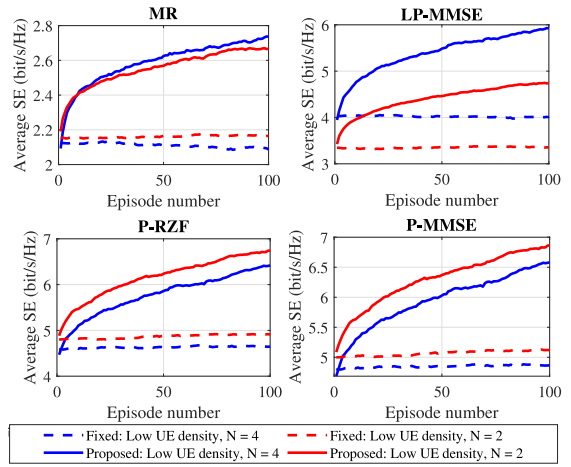 MR
LP-MMSE
Average SE (bit/s/Hz)
2.8
2.6
2.4
2.2
2
0
50
100
Episode number
Average SE (bit/s/Hz)
6
5
4
3
0
50
100
Episode number
P-RZF
P-MMSE
Average SE (bit/s/Hz)
7
6
5
4
0
50
100
Episode number
Average SE (bit/s/Hz)
7
6.5
6
5.5
5
0
50
100
Episode number
Fixed: Low UE density, N = 4
Fixed: Low UE density, N = 2
Proposed: Low UE density, N = 4
Proposed: Low UE density, N = 2